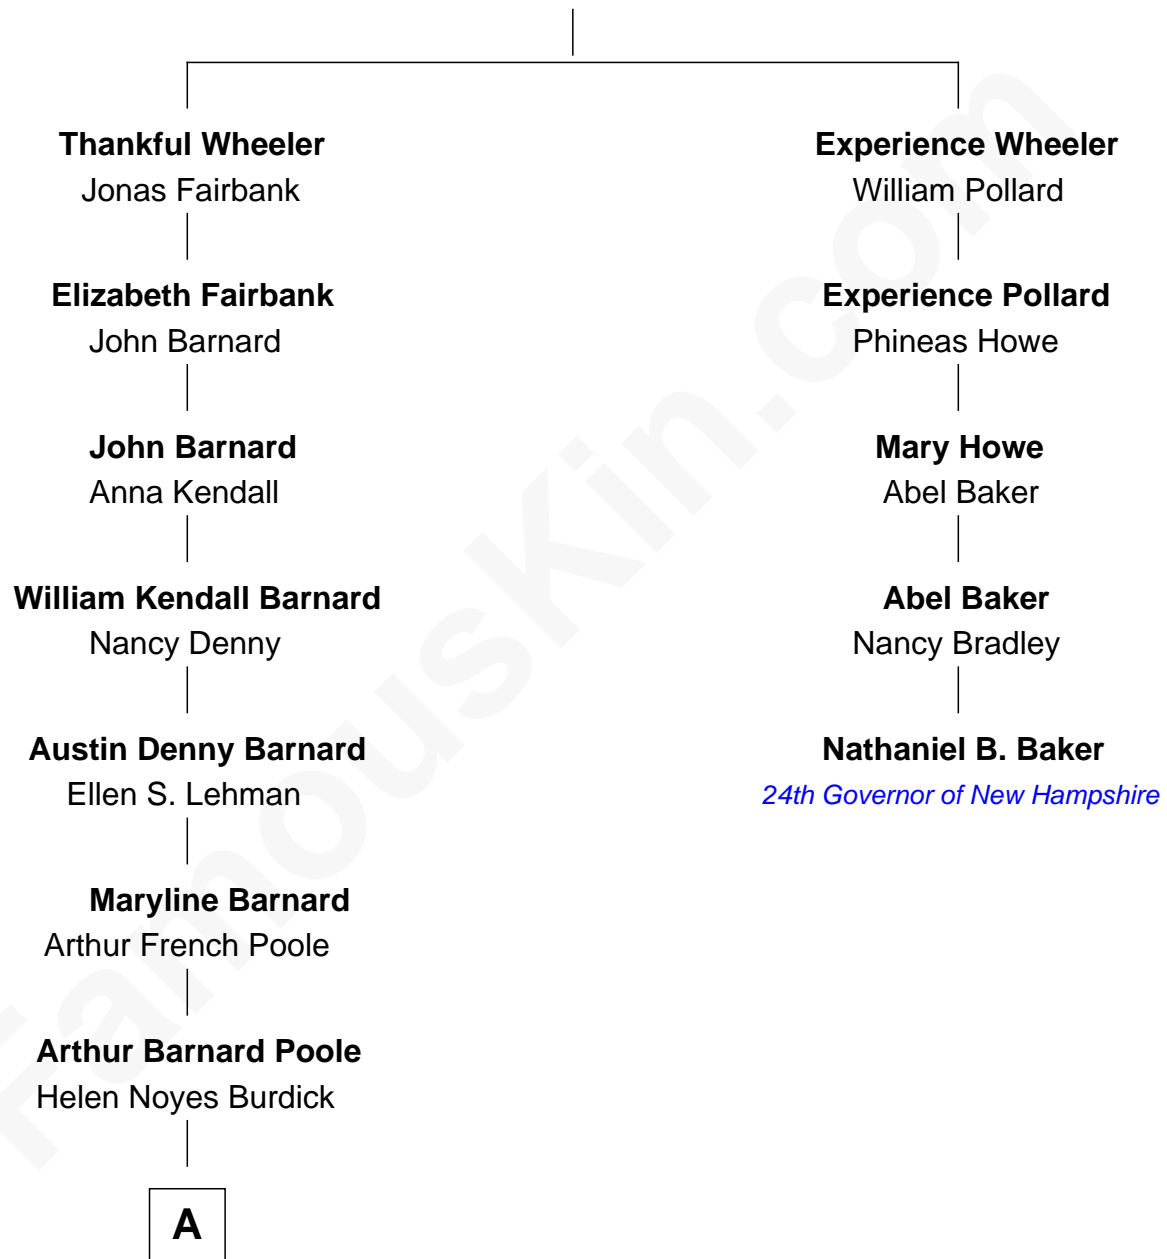 Thankful Wheeler
Jonas Fairbank
Elizabeth Fairbank
John Barnard
John Barnard
Anna Kendall
William Kendall Barnard
Nancy Denny
Austin Denny Barnard
Ellen S. Lehman
Maryline Barnard
Arthur French Poole
Arthur Barnard Poole
Helen Noyes Burdick
A
Experience Wheeler
William Pollard
Experience Pollard
Phineas Howe
Mary Howe
Abel Baker
Abel Baker
Nancy Bradley
Nathaniel B. Baker
24th Governor of New Hampshire
FamousKin.com